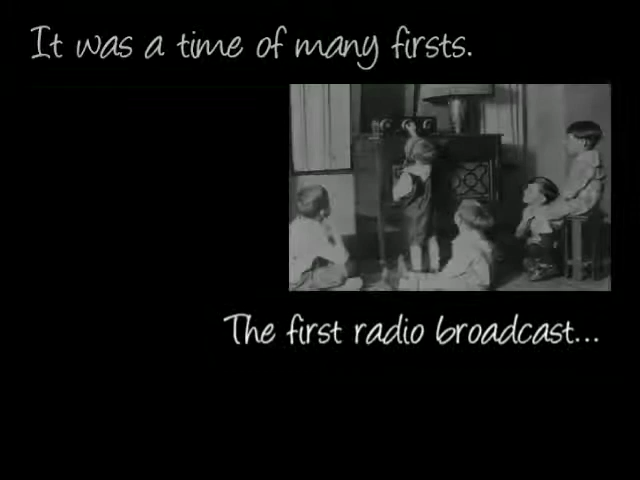 It was a time of many firsts.
The first radio broadcast...